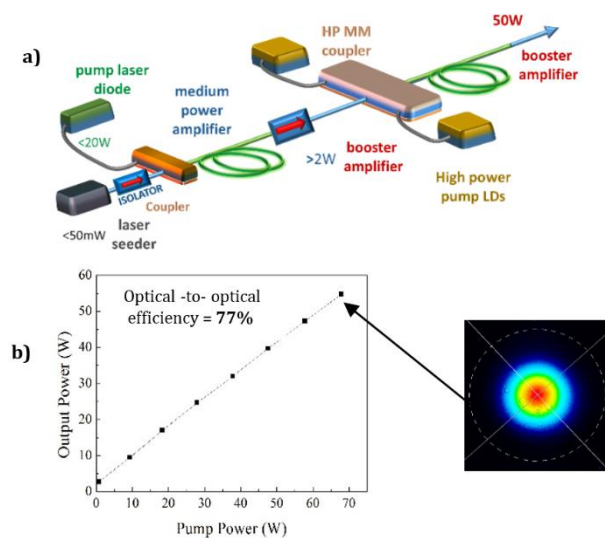 a)
HP MM
coupler
50W
booster
amplifier
pump laser
diode
medium
power
amplifier
<20W
ISOLATOR
Coupler
>2W
booster
amplifier
High power
pump LDs
<50mW
laser
seeder
b)
Optical -to- optical
efficiency = 77%
Output Power (W)
60
50
40
30
20
10
0
0 10 20 30 40 50 60 70
Pump Power (W)